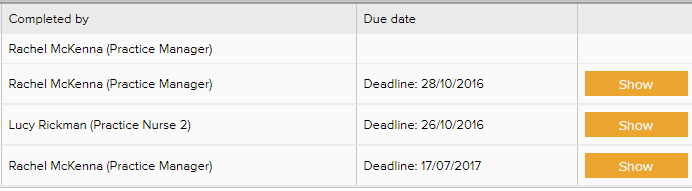 Completed by Due date
Rachel McKenna (Practice Manager)
Rachel McKenna (Practice Manager) Deadline: 28/10/2016 Show
Lucy Rickman (Practice Nurse 2) Deadline: 26/10/2016 Show
Rachel McKenna (Practice Manager) Deadline: 17/07/2017 Show